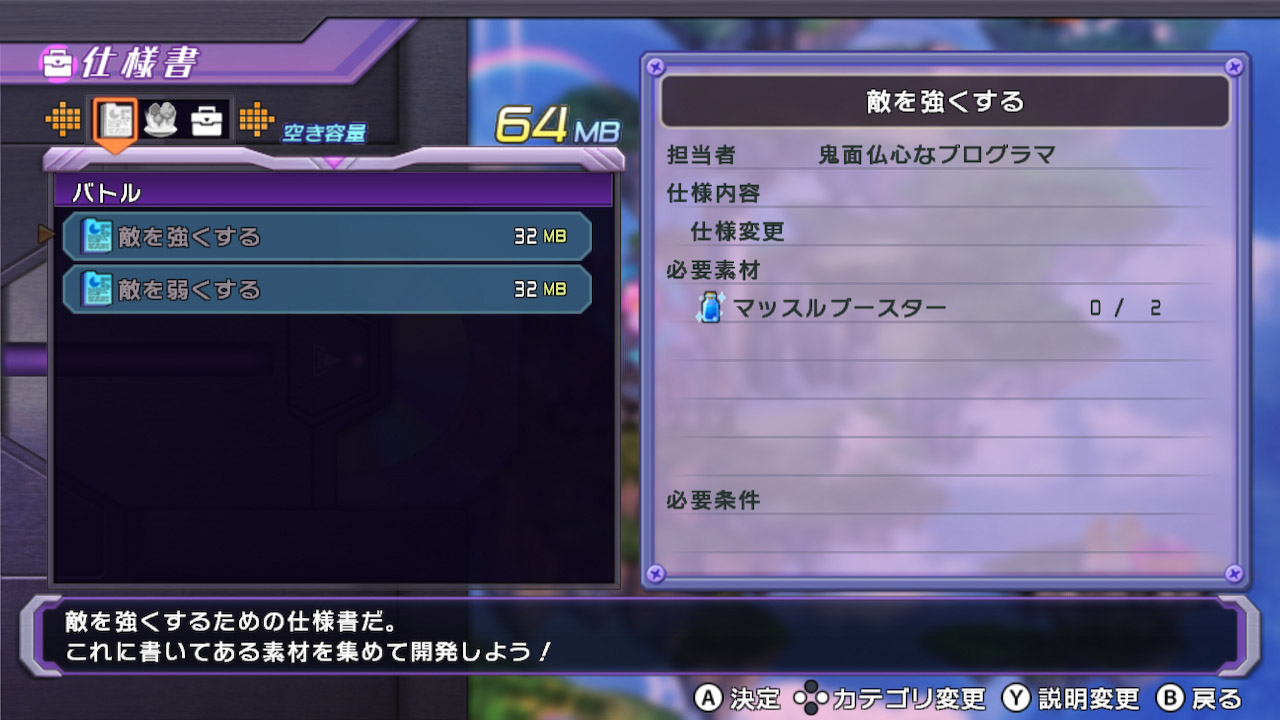 仕様書
空き容量 64 MB
バトル
敵を強くする 32 MB
敵を弱くする 32 MB
敵を強くする
担当者 鬼面仏心なプログラマ
仕様内容
仕様変更
必要素材
マッスルブースター 0 / 2
必要条件
敵を強くするための仕様書だ。
これに書いてある素材を集めて開発しよう！
A 決定 カテゴリ変更 Y 説明変更 B 戻る